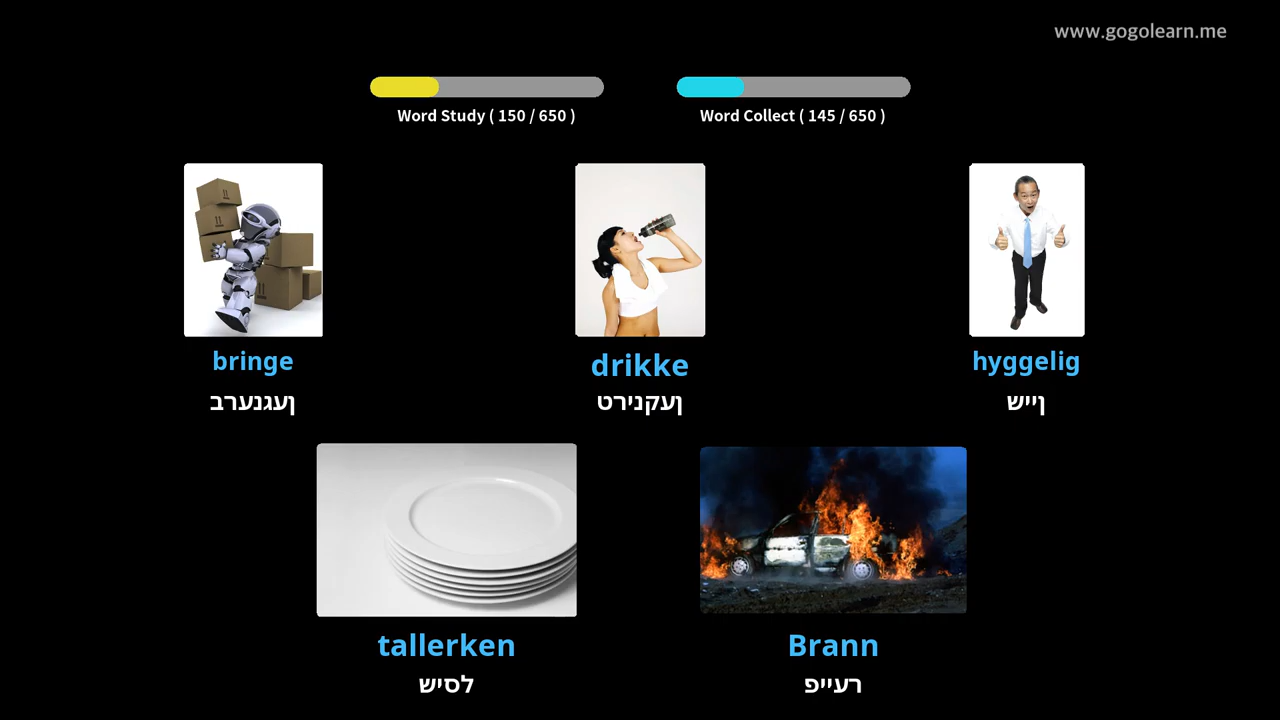 www.gogolearn.me
Word Study ( 150 / 650 )
Word Collect ( 145 / 650 )
bringe
ברענגען
drikke
טרינקען
hyggelig
שיין
tallerken
שיסל
Brann
פייער